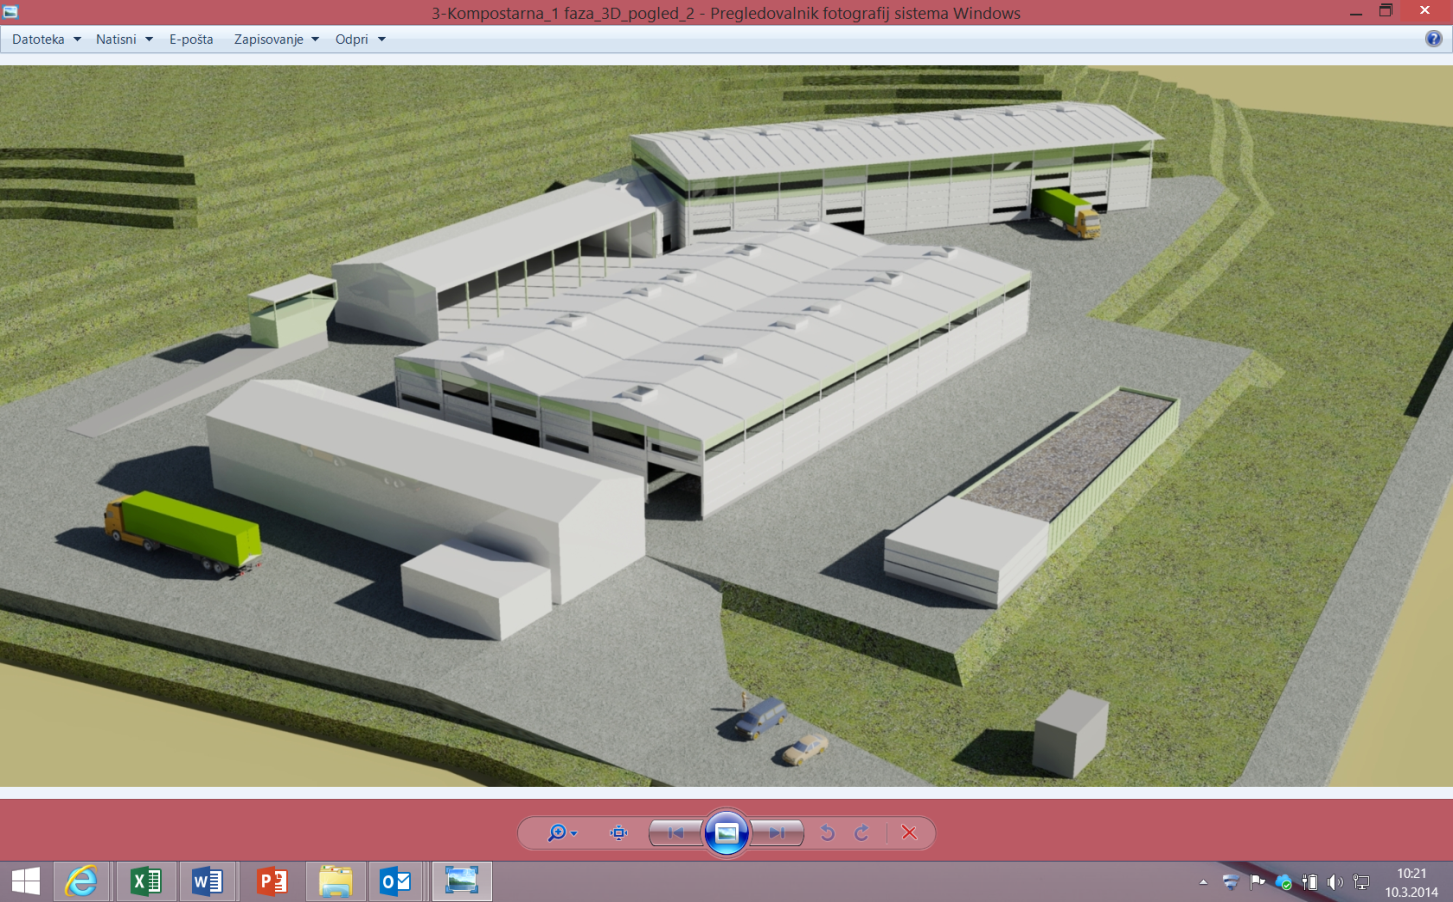 3-Kompostarna_1 faza_3D_pogled_2 - Pregledovalnik fotografij sistema Windows
Datoteka Natisni E-pošta Zapisovanje Odpri
10:21
10.3.2014